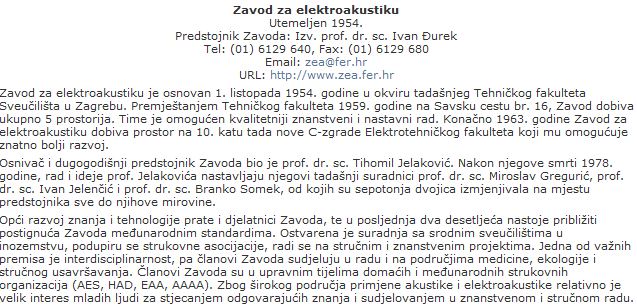 Zavod za elektroakustiku
Utemeljen 1954.
Predstojnik Zavoda: Izv. prof. dr. sc. Ivan Đurek
Tel: (01) 6129 640, Fax: (01) 6129 680
Email: zea@fer.hr
URL: http://www.zea.fer.hr
Zavod za elektroakustiku je osnovan 1. listopada 1954. godine u okviru tadašnjeg Tehničkog fakulteta
Sveučilišta u Zagrebu. Premještanjem Tehničkog fakulteta 1959. godine na Savsku cestu br. 16, Zavod dobiva
ukupno 5 prostorija. Time je omogućen kvalitetniji znanstveni i nastavni rad. Konačno 1963. godine Zavod za
elektroakustiku dobiva prostor na 10. katu tada nove C-zgrade Elektrotehničkog fakulteta koji mu omogućuje
znatno bolji razvoj.
Osnivač i dugogodišnji predstojnik Zavoda bio je prof. dr. sc. Tihomil Jelaković. Nakon njegove smrti 1978.
godine, rad i ideje prof. Jelakovića nastavljaju njegovi tadašnji suradnici prof. dr. sc. Miroslav Gregurić, prof.
dr. sc. Ivan Jelenčić i prof. dr. sc. Branko Somek, od kojih su sepotonja dvojica izmjenjivala na mjestu
predstojnika sve do njihove mirovine.
Opći razvoj znanja i tehnologije prate i djelatnici Zavoda, te u posljednja dva desetljeća nastoje približiti
postignuća Zavoda međunarodnim standardima. Ostvarena je suradnja sa srodnim sveučilištima u
inozemstvu, podupiru se strukovne asocijacije, radi se na stručnim i znanstvenim projektima. Jedna od važnih
premisa je interdisciplinarnost, pa članovi Zavoda sudjeluju u radu i na područjima medicine, ekologije i
stručnog usavršavanja. Članovi Zavoda su u upravnim tijelima domaćih i međunarodnih strukovnih
organizacija (AES, HAD, EAA, AAAA). Zbog širokog područja primjene akustike i elektroakustike relativno je
velik interes mladih ljudi za stjecanjem odgovarajućih znanja i sudjelovanjem u znanstvenom i stručnom radu.